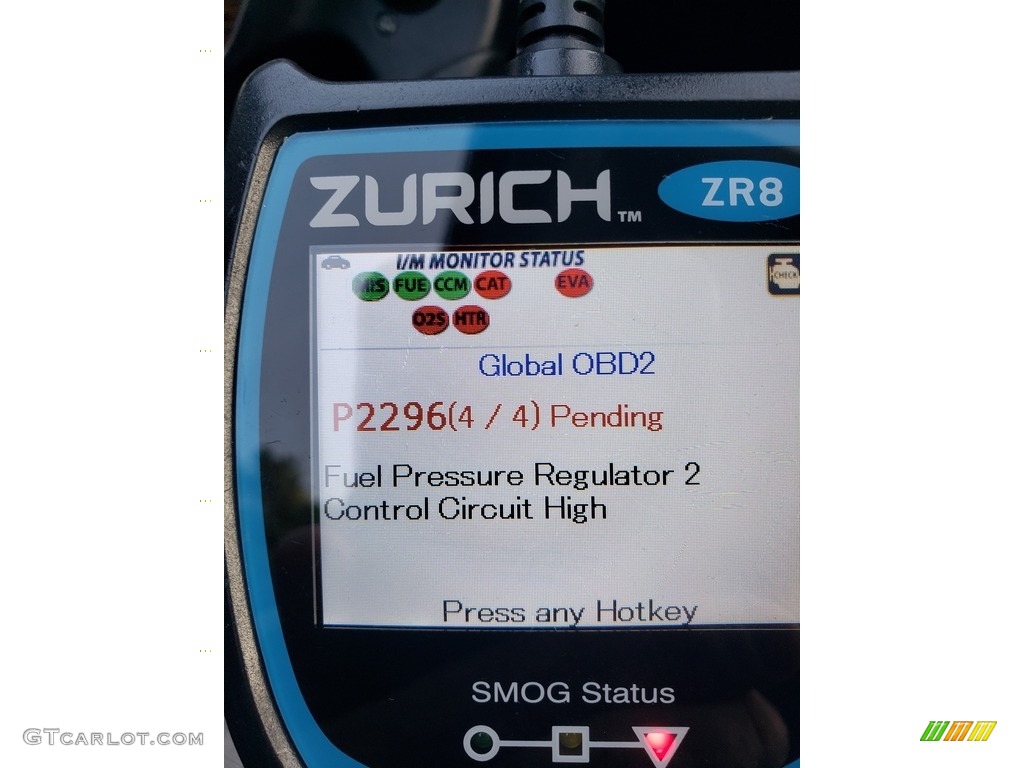 ZURICH™
ZR8
I/M MONITOR STATUS
MIS FUE CCM CAT EVA
CHECK
O2S HTR
Global OBD2
P2296(4 / 4) Pending
Fuel Pressure Regulator 2
Control Circuit High
Press any Hotkey
SMOG Status
GTCARLOT.COM